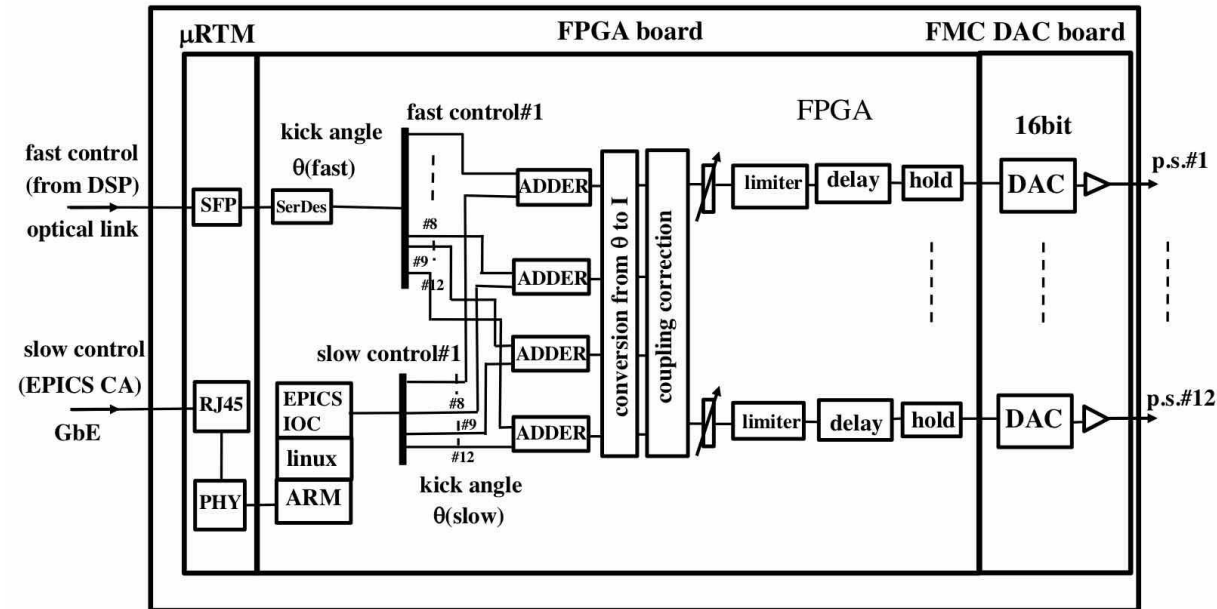 μRTM
FPGA board
FMC DAC board
fast control#1
FPGA
kick angle
θ(fast)
16bit
fast control
(from DSP)
optical link
SFP
SerDes
ADDER
limiter
delay
hold
DAC
p.s.#1
#8
#9
#12
ADDER
conversion from θ to I
coupling correction
slow control
(EPICS CA)
GbE
slow control#1
RJ45
EPICS
IOC
linux
ARM
PHY
#8
#9
#12
ADDER
ADDER
limiter
delay
hold
DAC
p.s.#12
kick angle
θ(slow)